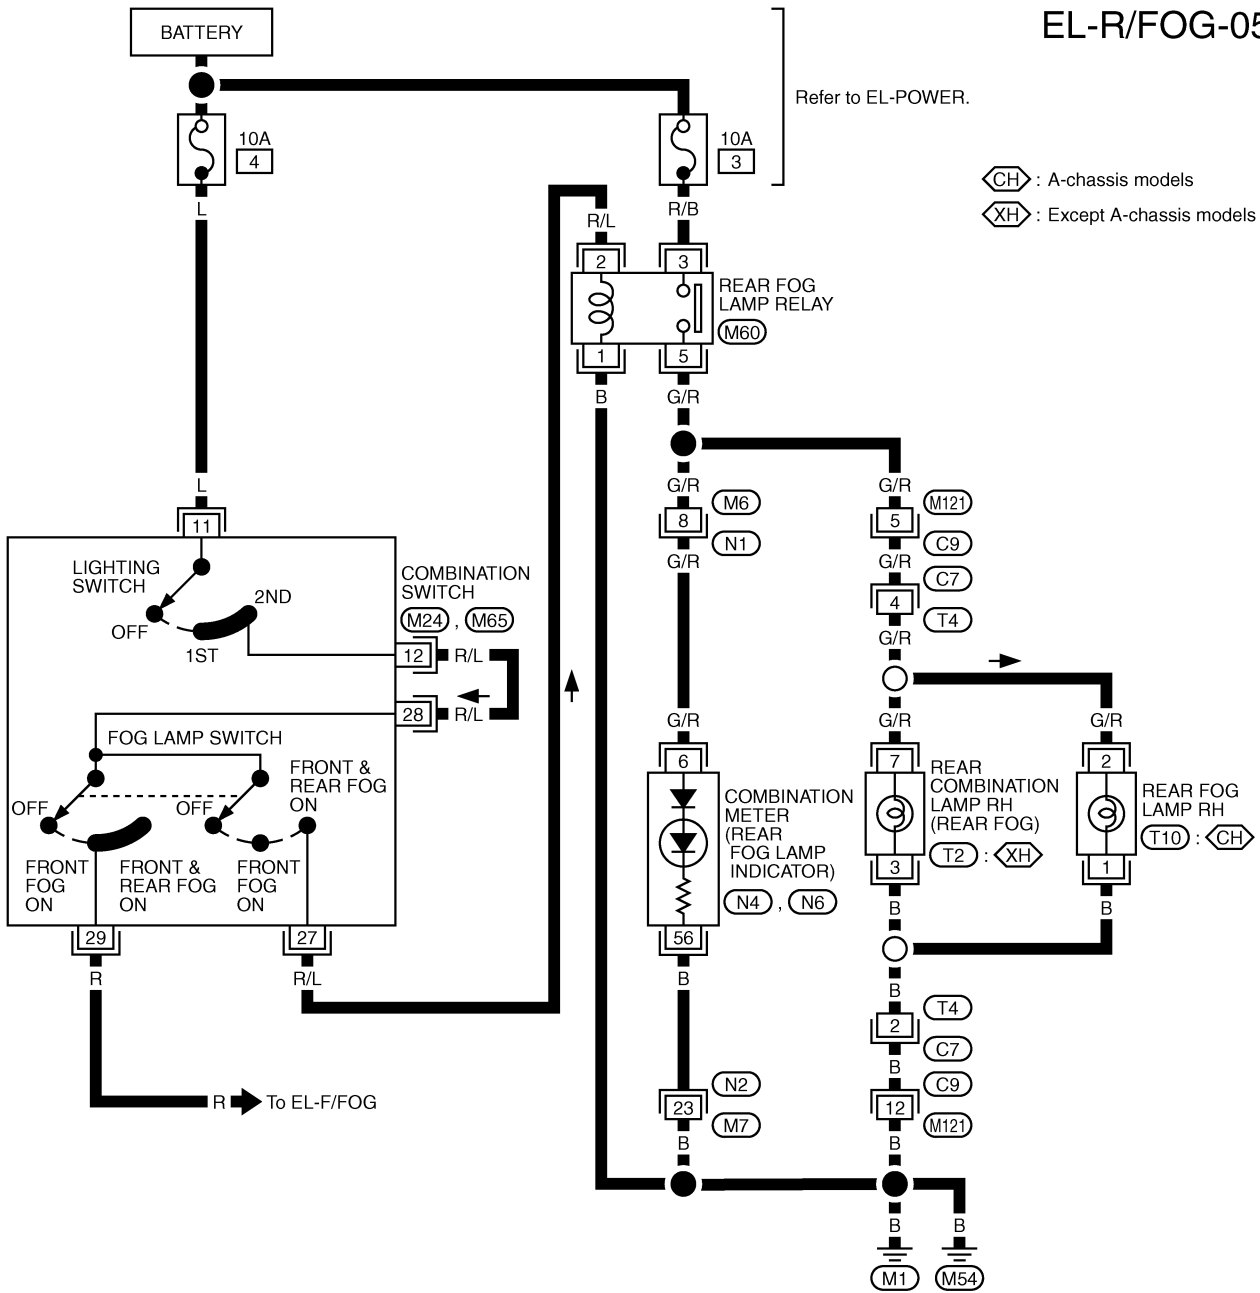 EL-R/FOG-05
BATTERY
Refer to EL-POWER.
10A
4
10A
3
CH : A-chassis models
XH : Except A-chassis models
L
R/L
R/B
2
3
REAR FOG
LAMP RELAY
M60
1
5
B
G/R
L
G/R
G/R
11
8
M6
N1
5
M121
C9
G/R
G/R
LIGHTING
SWITCH
OFF
1ST
2ND
COMBINATION
SWITCH
M24 , M65
12
R/L
28
R/L
4
C7
T4
G/R
FOG LAMP SWITCH
OFF
OFF
FRONT &
REAR FOG
ON
FRONT
FOG
ON
FRONT &
REAR FOG
ON
FRONT
FOG
ON
G/R
G/R
G/R
6
7
2
COMBINATION
METER
(REAR
FOG LAMP
INDICATOR)
N4 , N6
REAR
COMBINATION
LAMP RH
(REAR FOG)
T2 : XH
REAR FOG
LAMP RH
T10 : CH
3
1
29
27
56
R
R/L
B
B
B
B
2
T4
C7
B
R
To EL-F/FOG
23
N2
M7
12
C9
M121
B
B
B
B
M1
M54